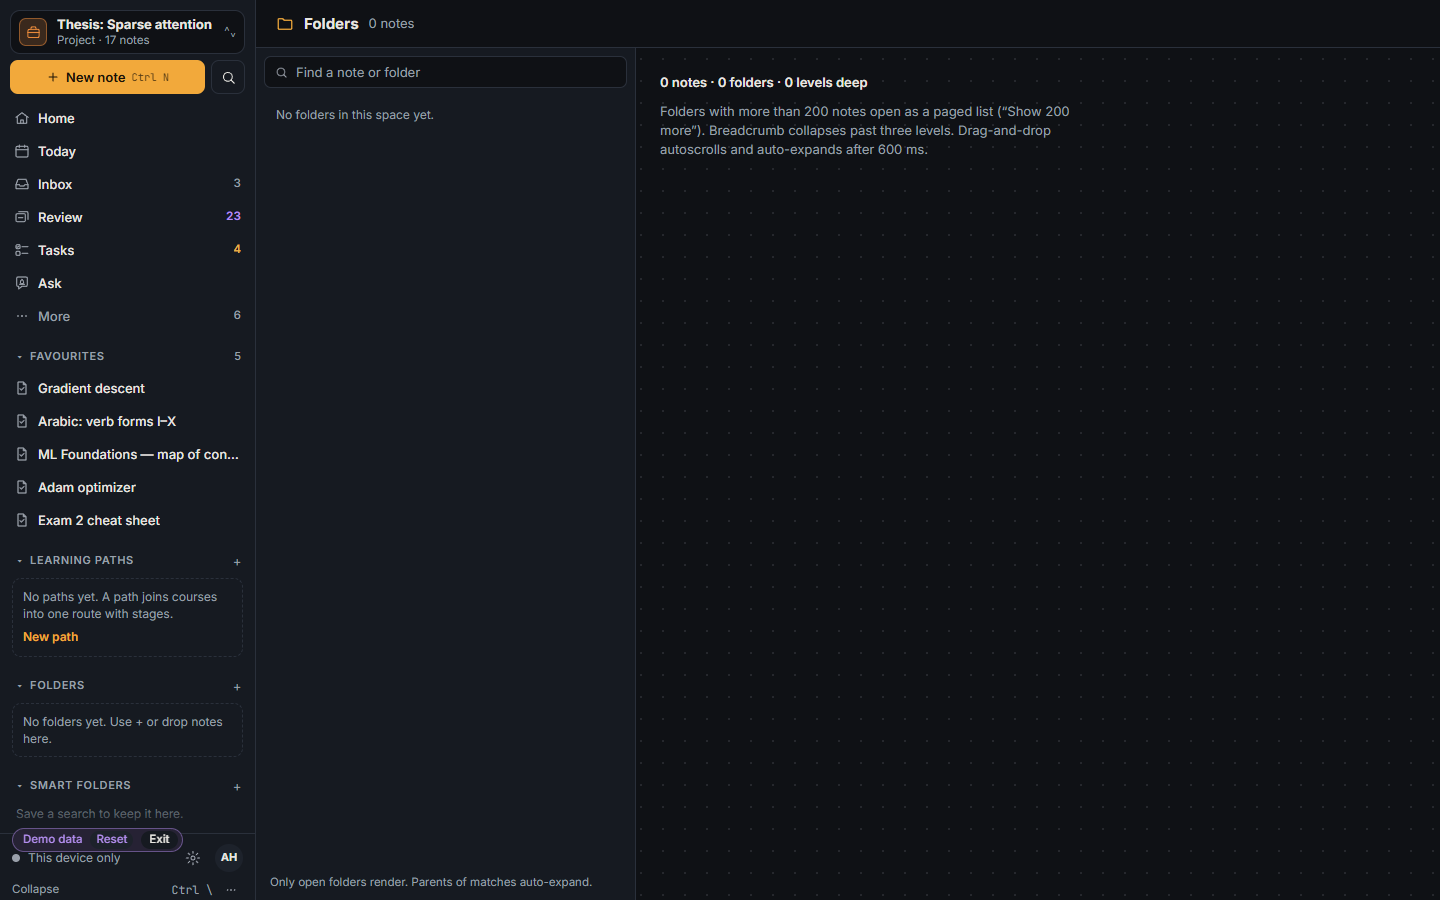 Thesis: Sparse attention
Project · 17 notes
+ New note Ctrl N
Home
Today
Inbox 3
Review 23
Tasks 4
Ask
More 6
FAVOURITES 5
Gradient descent
Arabic: verb forms I–X
ML Foundations — map of con...
Adam optimizer
Exam 2 cheat sheet
LEARNING PATHS +
No paths yet. A path joins courses
into one route with stages.
New path
FOLDERS +
No folders yet. Use + or drop notes
here.
SMART FOLDERS +
Save a search to keep it here.
Demo data Reset Exit
This device only AH
Collapse Ctrl \ ...
Folders 0 notes
Find a note or folder
No folders in this space yet.
Only open folders render. Parents of matches auto-expand.
0 notes · 0 folders · 0 levels deep
Folders with more than 200 notes open as a paged list (“Show 200
more”). Breadcrumb collapses past three levels. Drag-and-drop
autoscrolls and auto-expands after 600 ms.